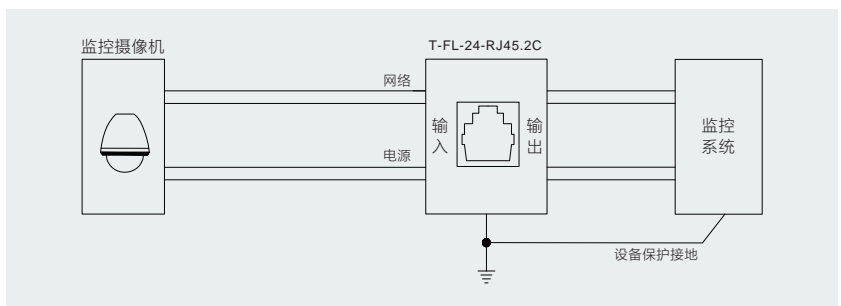 监控摄像机
T-FL-24-RJ45.2C
网络
输入
输出
监控
系统
电源
设备保护接地